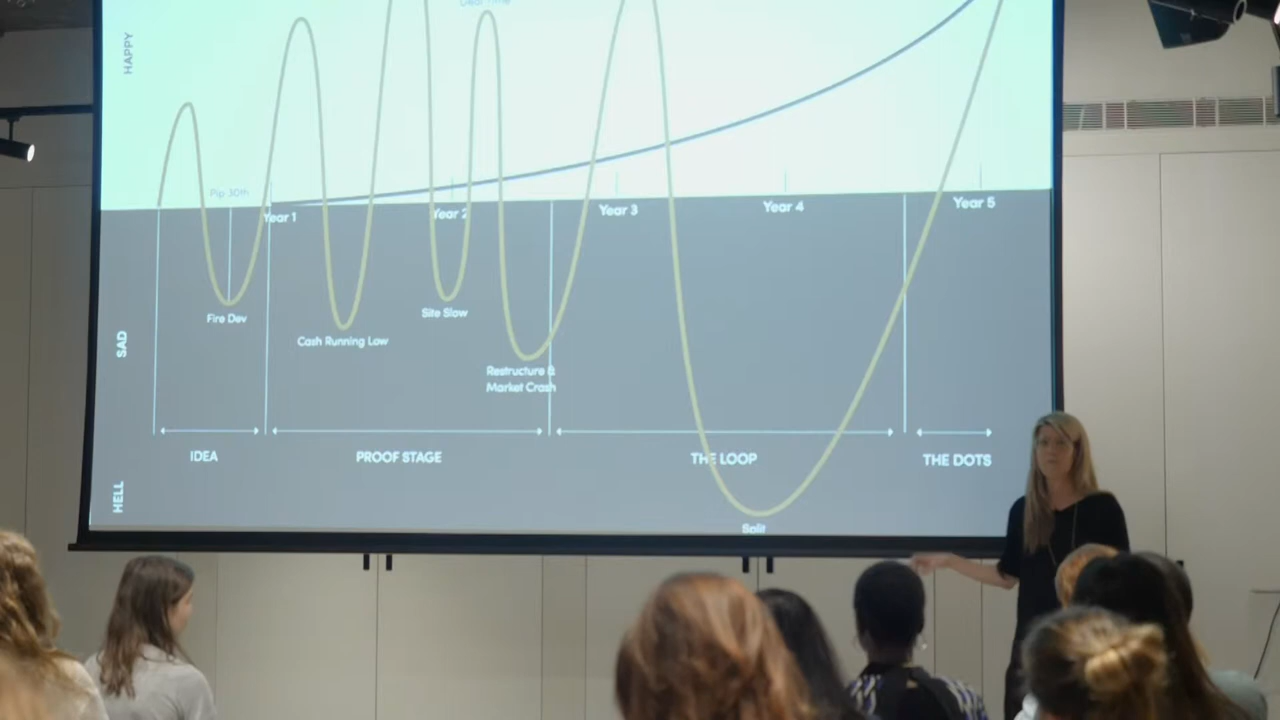 HAPPY
Pip 30th
Year 1
Year 2
Year 3
Year 4
Year 5
Fire Dev
Site Slow
Cash Running Low
SAD
Restructure &
Market Crash
IDEA
PROOF STAGE
THE LOOP
THE DOTS
HELL
Split